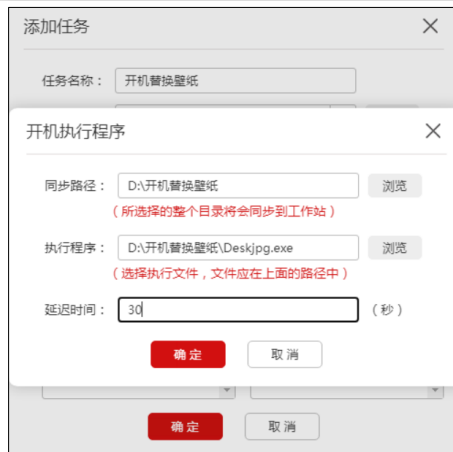 添加任务
任务名称： 开机替换壁纸
开机执行程序
同步路径： D:\开机替换壁纸 浏览
（所选择的整个目录将会同步到工作站）
执行程序： D:\开机替换壁纸\Deskjpg.exe 浏览
（选择执行文件，文件应在上面的路径中）
延迟时间： 30 （秒）
确定 取消
确定 取消